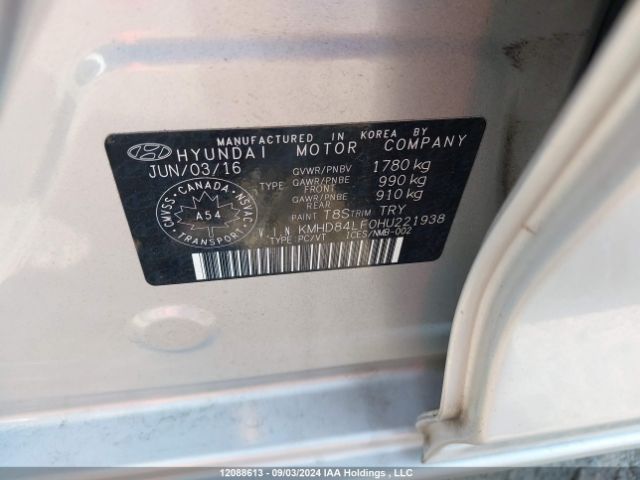 MANUFACTURED IN KOREA BY
HYUNDAI MOTOR COMPANY
JUN/03/16
GVWR/PNBV 1780 kg
TYPE GAWR/PNBE FRONT 990 kg
GAWR/PNBE REAR 910 kg
PAINT T8S TRIM TRY
CANADA
CMVSS A54 NSVAC
TRANSPORT
V.I.N KMHD84LF0HU221938
TYPE:PC/VT ICES/NMB-002
12088613 - 09/03/2024 IAA Holdings , LLC